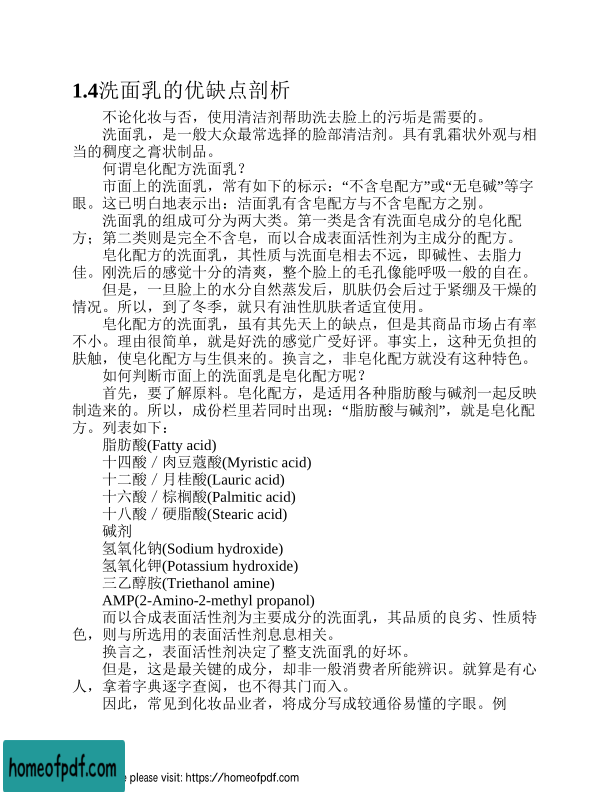 1.4洗面乳的优缺点剖析
不论化妆与否，使用清洁剂帮助洗去脸上的污垢是需要的。
洗面乳，是一般大众最常选择的脸部清洁剂。具有乳霜状外观与相
当的稠度之膏状制品。
何谓皂化配方洗面乳？
市面上的洗面乳，常有如下的标示：“不含皂配方”或“无皂碱”等字
眼。这已明白地表示出：洁面乳有含皂配方与不含皂配方之别。
洗面乳的组成可分为两大类。第一类是含有洗面皂成分的皂化配
方；第二类则是完全不含皂，而以合成表面活性剂为主成分的配方。
皂化配方的洗面乳，其性质与洗面皂相去不远，即碱性、去脂力
佳。刚洗后的感觉十分的清爽，整个脸上的毛孔像能呼吸一般的自在。
但是，一旦脸上的水分自然蒸发后，肌肤仍会后过于紧绷及干燥的
情况。所以，到了冬季，就只有油性肌肤者适宜使用。
皂化配方的洗面乳，虽有其先天上的缺点，但是其商品市场占有率
不小。理由很简单，就是好洗的感觉广受好评。事实上，这种无负担的
肤触，使皂化配方与生俱来的。换言之，非皂化配方就没有这种特色。
如何判断市面上的洗面乳是皂化配方呢？
首先，要了解原料。皂化配方，是适用各种脂肪酸与碱剂一起反映
制造来的。所以，成份栏里若同时出现：“脂肪酸与碱剂”，就是皂化配
方。列表如下：
脂肪酸(Fatty acid)
十四酸／肉豆蔻酸(Myristic acid)
十二酸／月桂酸(Lauric acid)
十六酸／棕榈酸(Palmitic acid)
十八酸／硬脂酸(Stearic acid)
碱剂
氢氧化钠(Sodium hydroxide)
氢氧化钾(Potassium hydroxide)
三乙醇胺(Triethanol amine)
AMP(2-Amino-2-methyl propanol)
而以合成表面活性剂为主要成分的洗面乳，其品质的良劣、性质特
色，则与所选用的表面活性剂息息相关。
换言之，表面活性剂决定了整支洗面乳的好坏。
但是，这是最关键的成分，却非一般消费者所能辨识。就算是有心
人，拿着字典逐字查阅，也不得其门而入。
因此，常见到化妆品业者，将成分写成较通俗易懂的字眼。例
homeofpdf.com
e please visit: https://homeofpdf.com